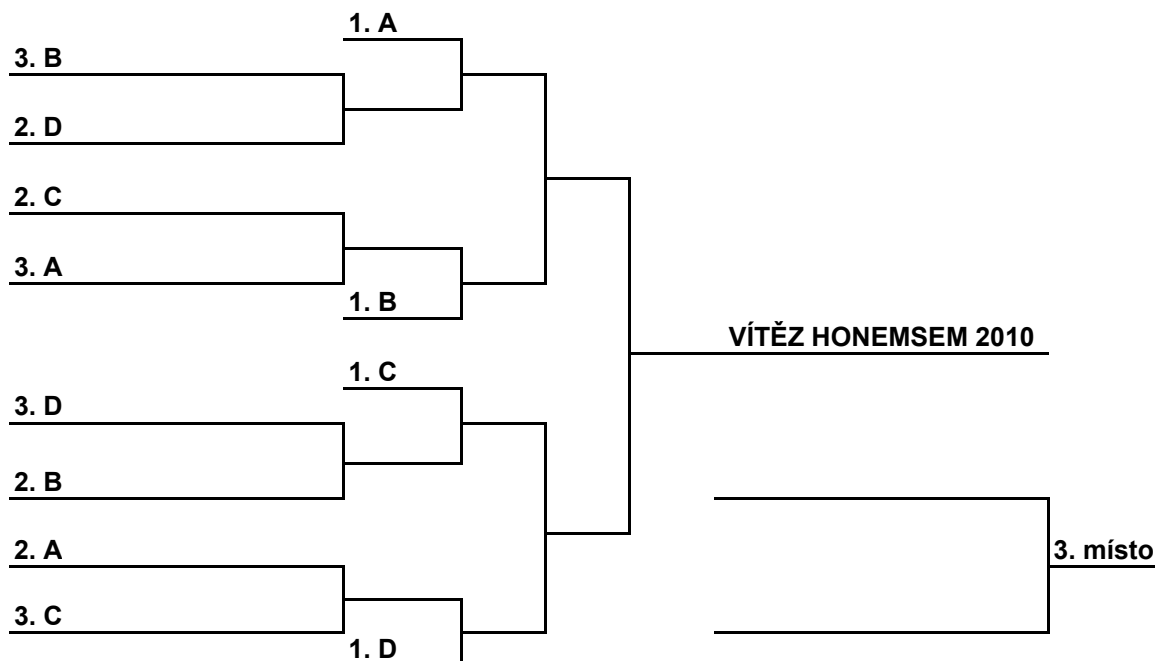 1. A
3. B
2. D
2. C
3. A
1. B
VÍTĚZ HONEMSEM 2010
1. C
3. D
2. B
2. A
3. místo
3. C
1. D